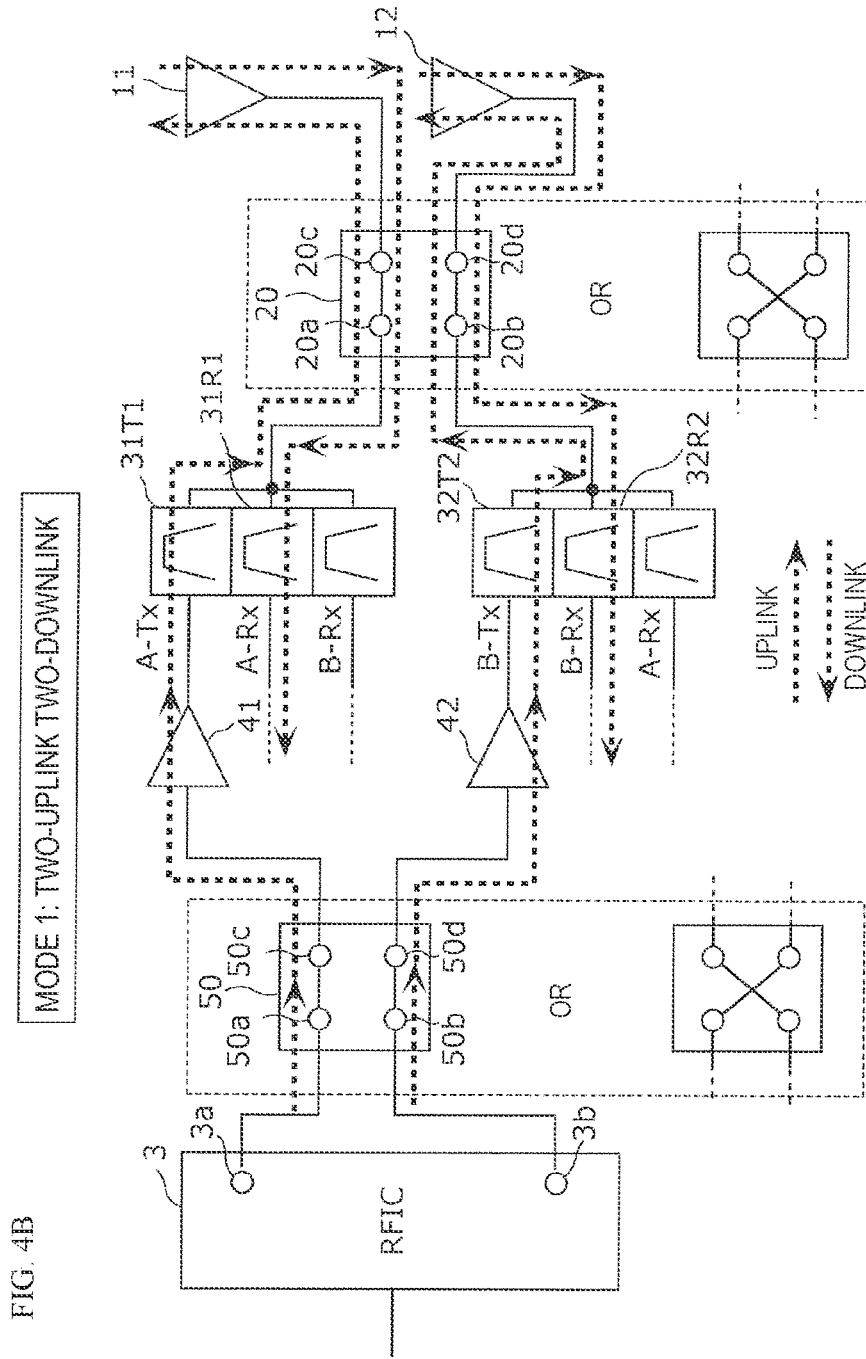 FIG. 4B
MODE 1: TWO-UPLINK TWO-DOWNLINK
3
3a
RFIC
3b
50
50a
50c
50b
50d
OR
41
42
A-Tx
A-Rx
B-Rx
31T1
31R1
B-Tx
B-Rx
A-Rx
32T2
32R2
20
20a
20c
20b
20d
OR
11
12
UPLINK
DOWNLINK